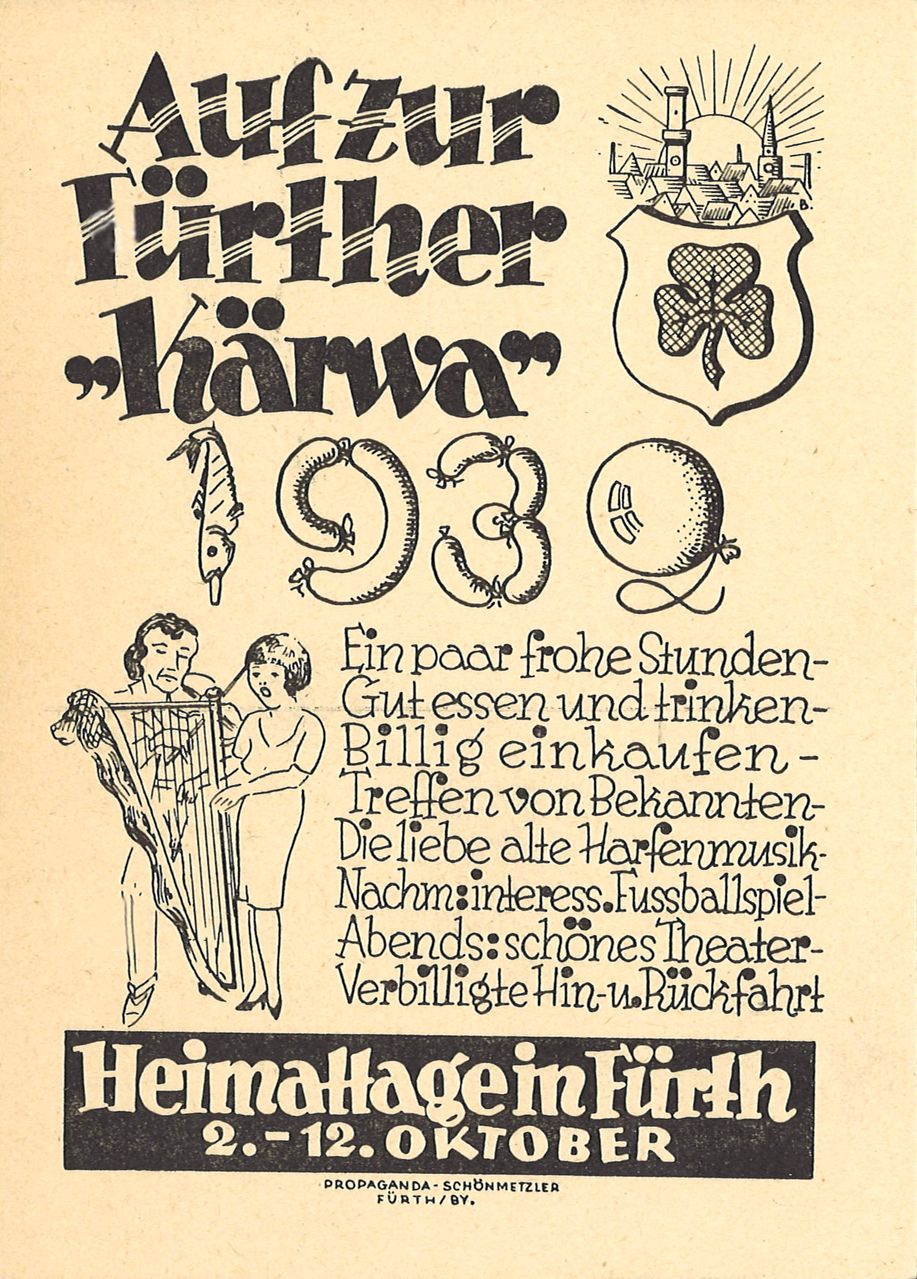 Auf zur
Fürther
„Kärwa”
B.
1932
Ein paar frohe Stunden-
Gut essen und trinken-
Billig einkaufen -
Treffen von Bekannten-
Die liebe alte Harfenmusik-
Nachm: interess. Fussballspiel-
Abends: schönes Theater-
Verbilligte Hin-u. Rückfahrt
Heimattage in Fürth
2.-12. OKTOBER
PROPAGANDA-SCHÖNMETZLER
FÜRTH/BY.